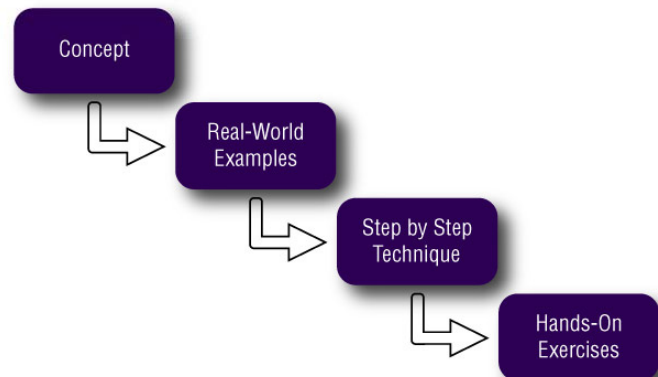 Concept
Real-World
Examples
Step by Step
Technique
Hands-On
Exercises